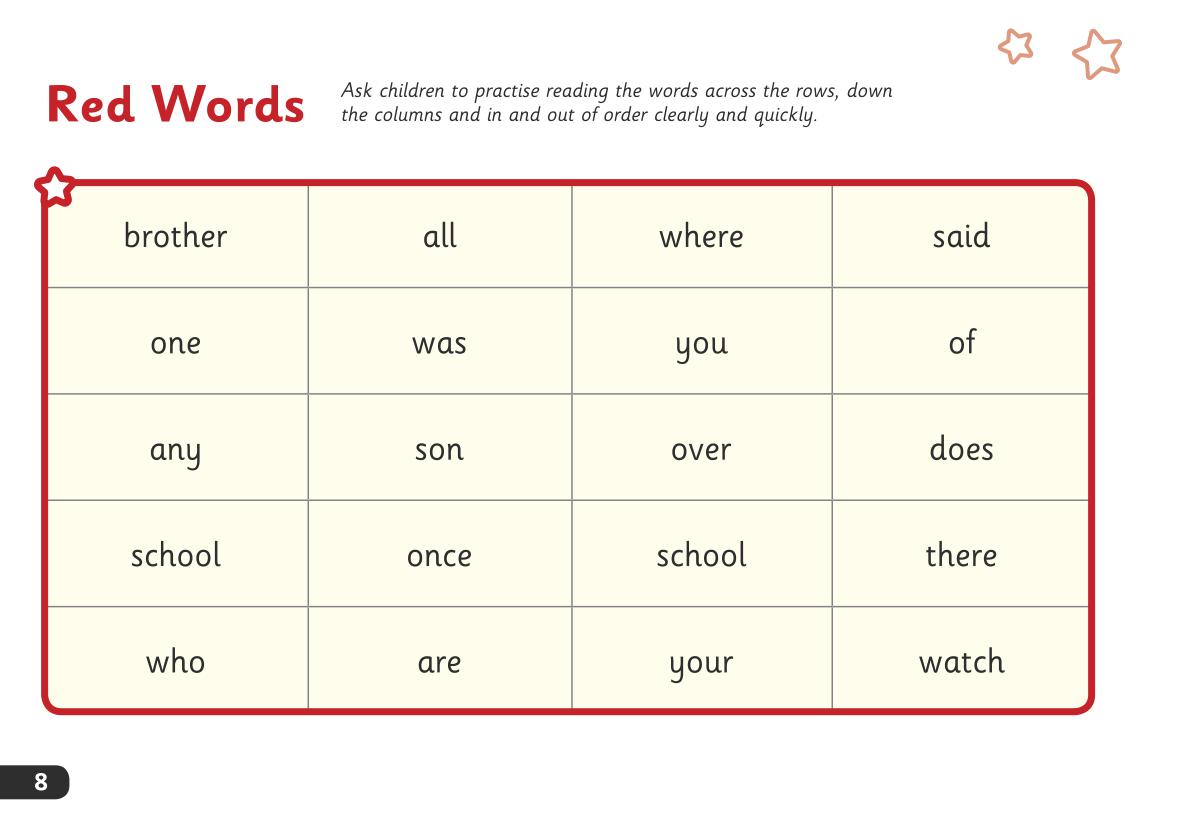 Red Words
Ask children to practise reading the words across the rows, down
the columns and in and out of order clearly and quickly.
brother all where said
one was you of
any son over does
school once school there
who are your watch
8